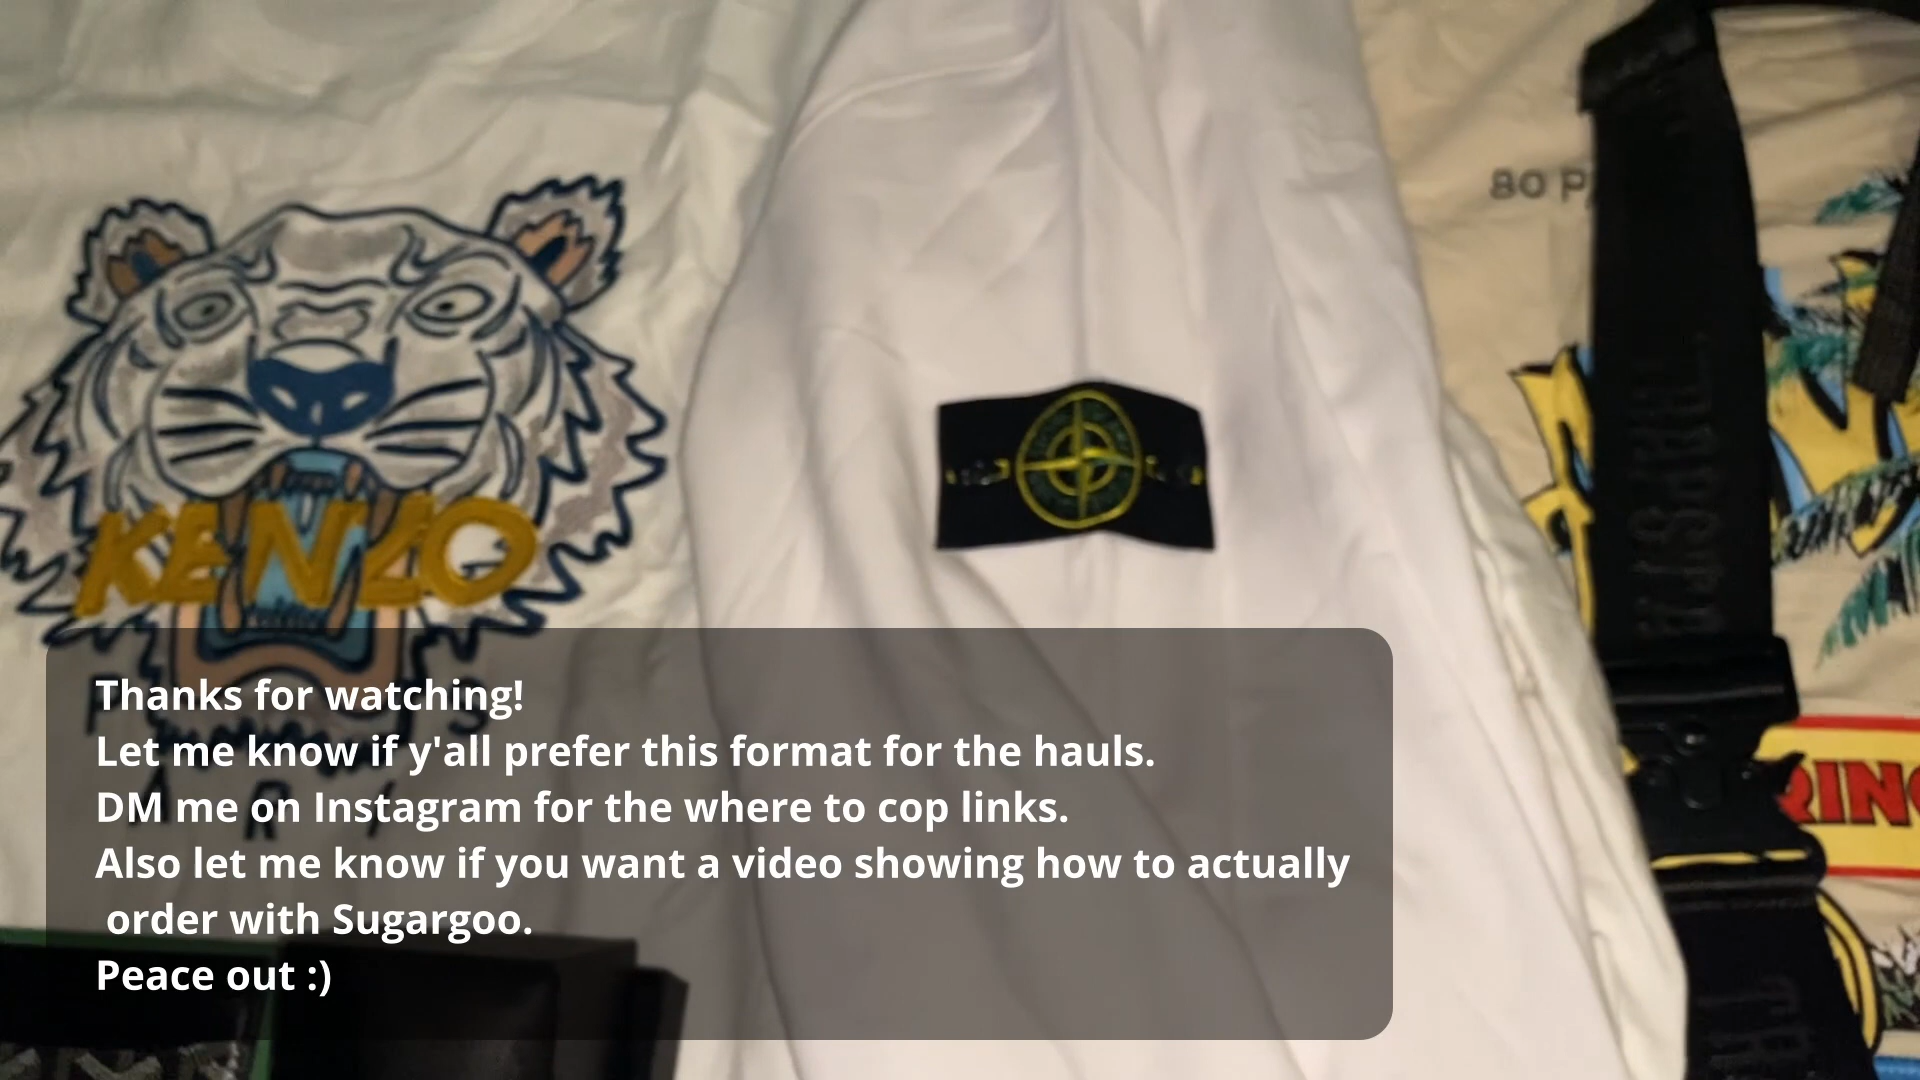 80 P
KENZO
PARIS
RING
Thanks for watching!
Let me know if y'all prefer this format for the hauls.
DM me on Instagram for the where to cop links.
Also let me know if you want a video showing how to actually
order with Sugargoo.
Peace out :)